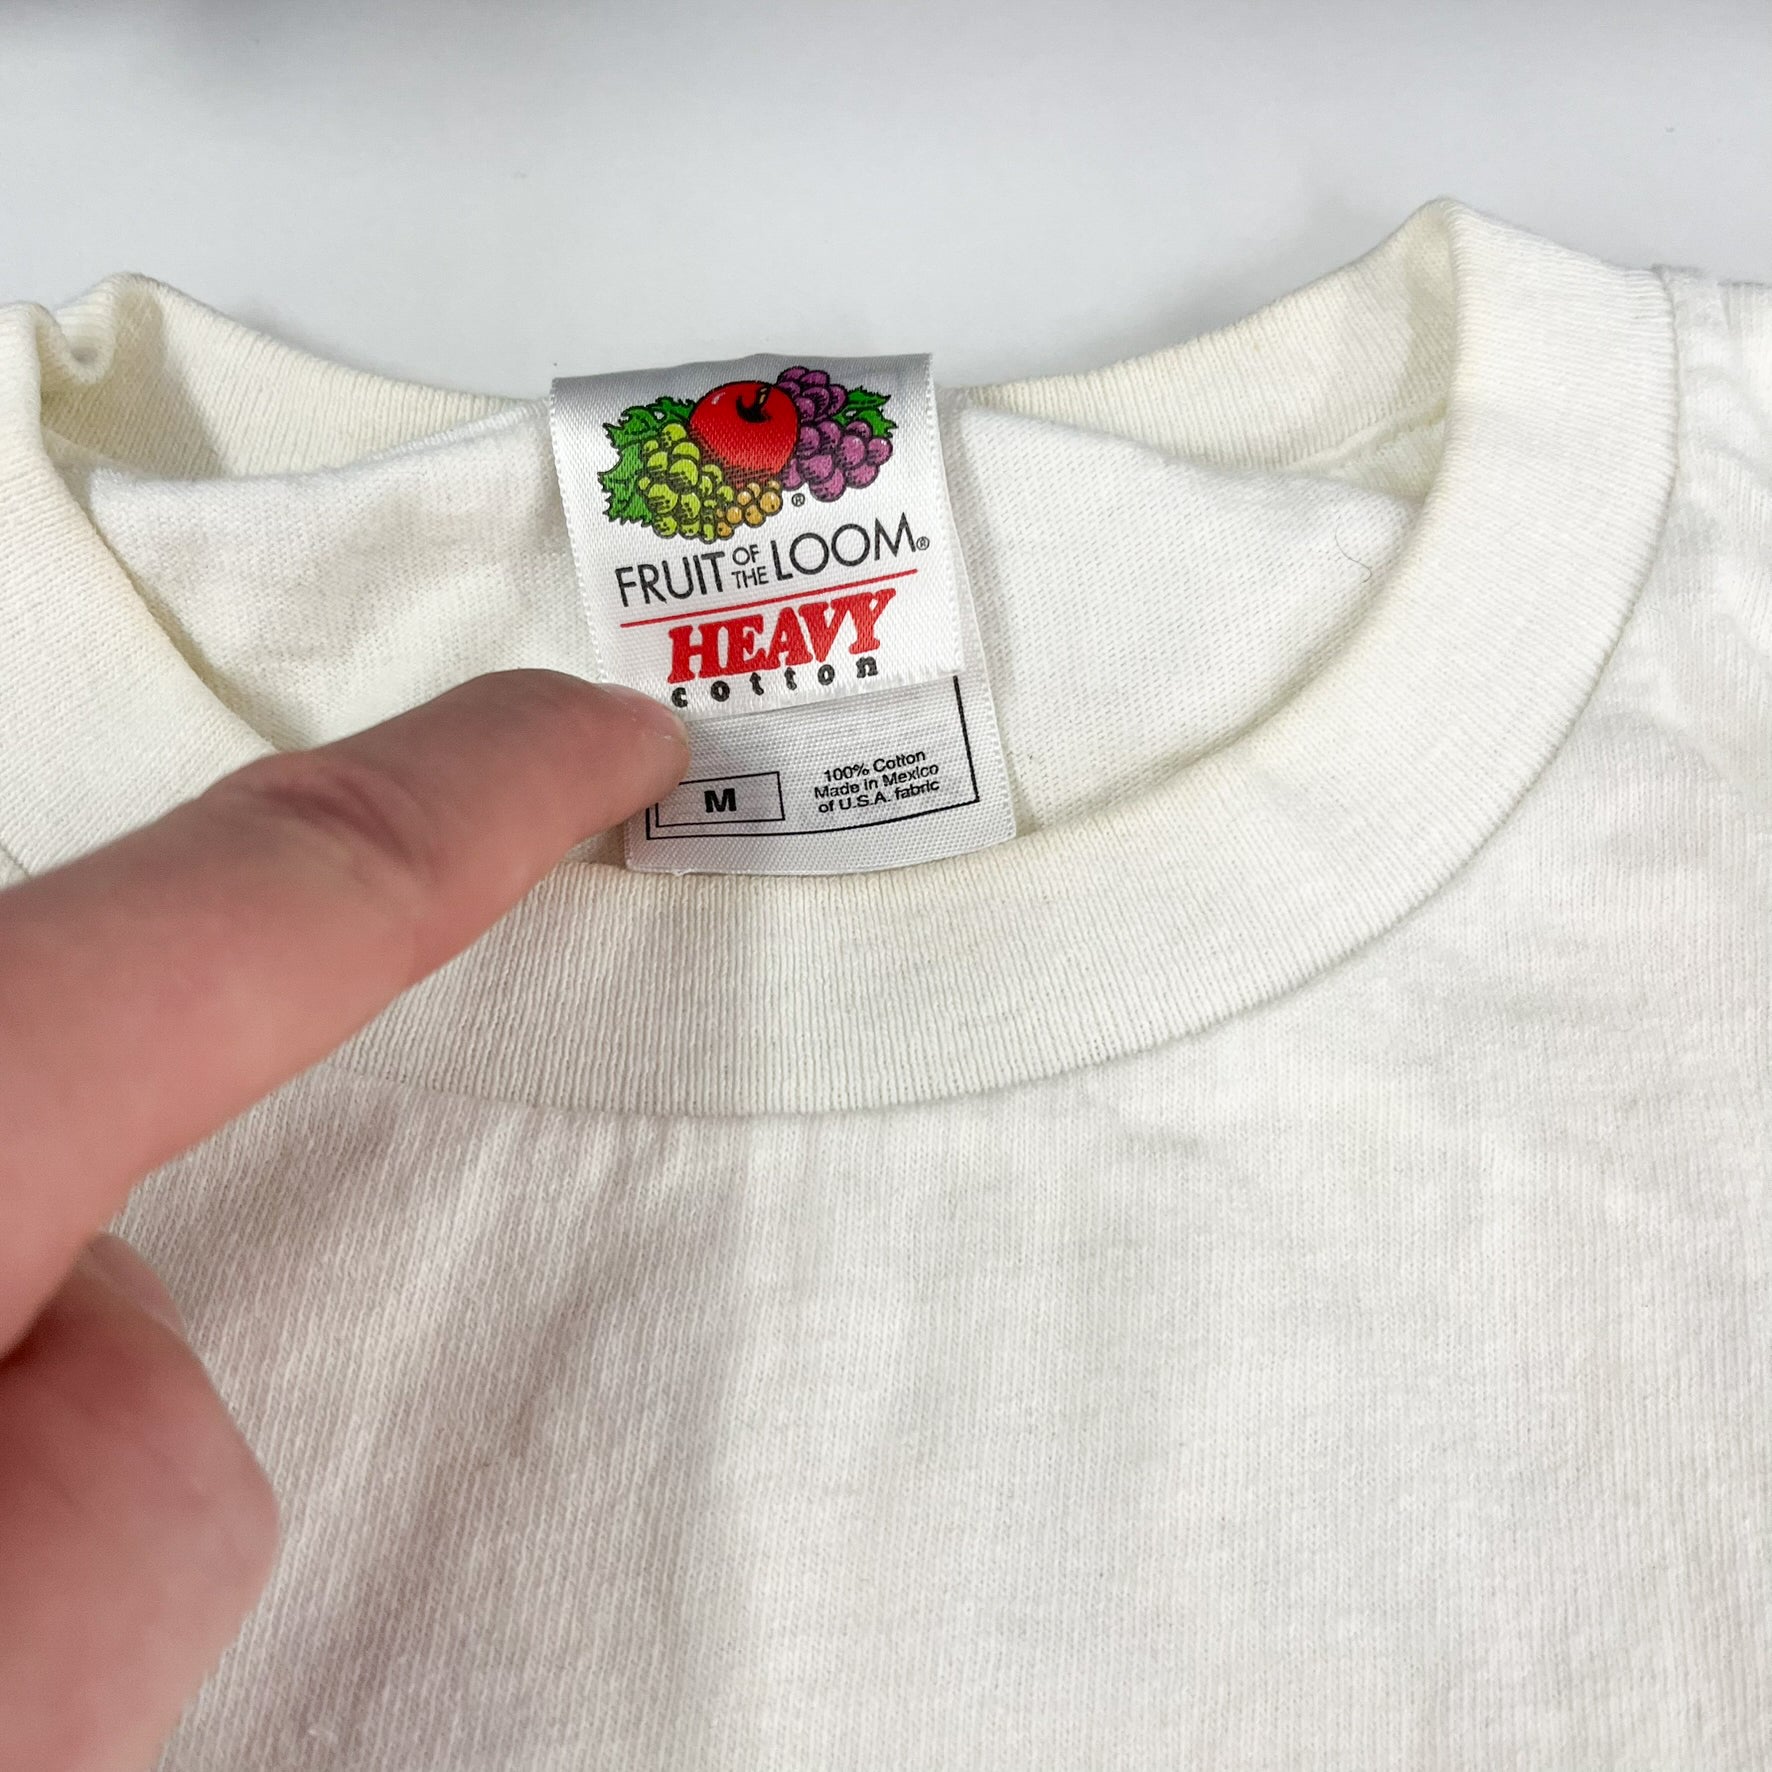 ®
FRUIT OF THE LOOM®
HEAVY
cotton
M
100% Cotton
Made in Mexico
of U.S.A. fabric